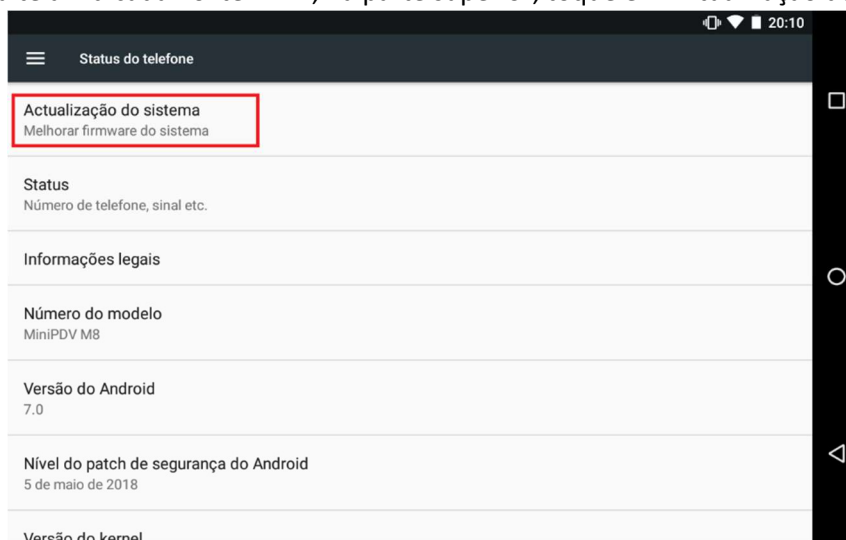 20:10
Status do telefone
Actualização do sistema
Melhorar firmware do sistema
Status
Número de telefone, sinal etc.
Informações legais
Número do modelo
MiniPDV M8
Versão do Android
7.0
Nível do patch de segurança do Android
5 de maio de 2018
Versão do kernel